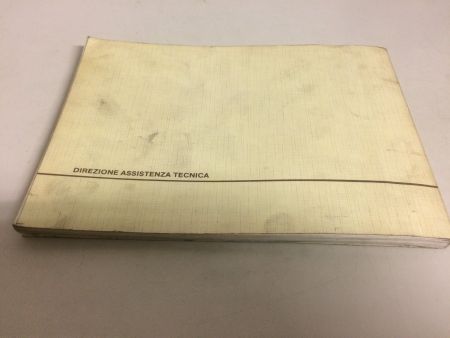 DIREZIONE ASSISTENZA TECNICA